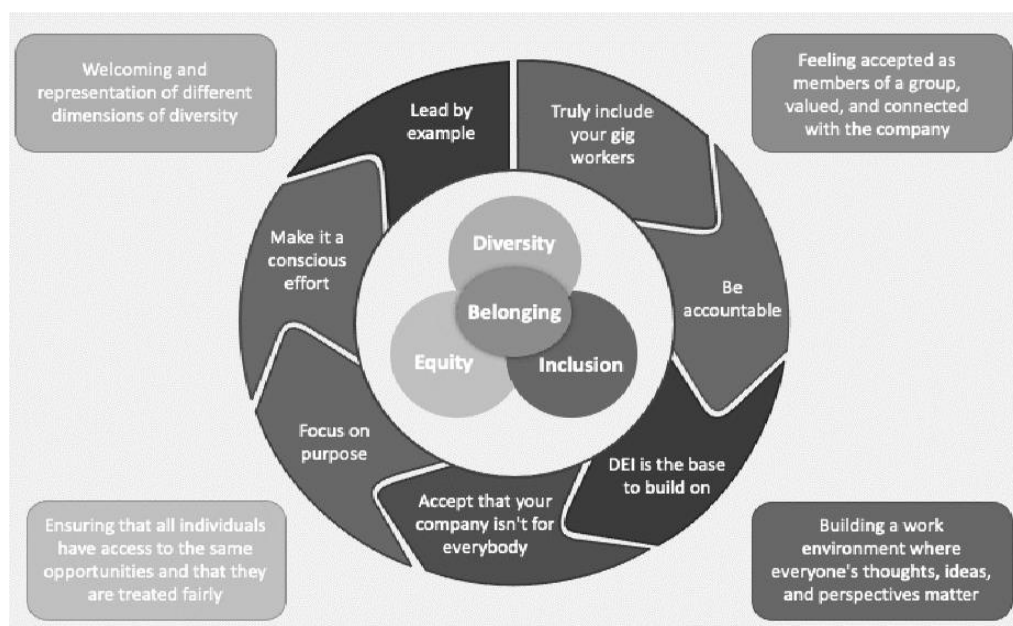 Welcoming and
representation of different
dimensions of diversity
Feeling accepted as
members of a group,
valued, and connected
with the company
Lead by
example
Truly include
your gig
workers
Make it a
conscious
effort
Be
accountable
Diversity
Belonging
Equity
Inclusion
Focus on
purpose
DEI is the base
to build on
Accept that your
company isn't for
everybody
Ensuring that all individuals
have access to the same
opportunities and that they
are treated fairly
Building a work
environment where
everyone's thoughts, ideas,
and perspectives matter